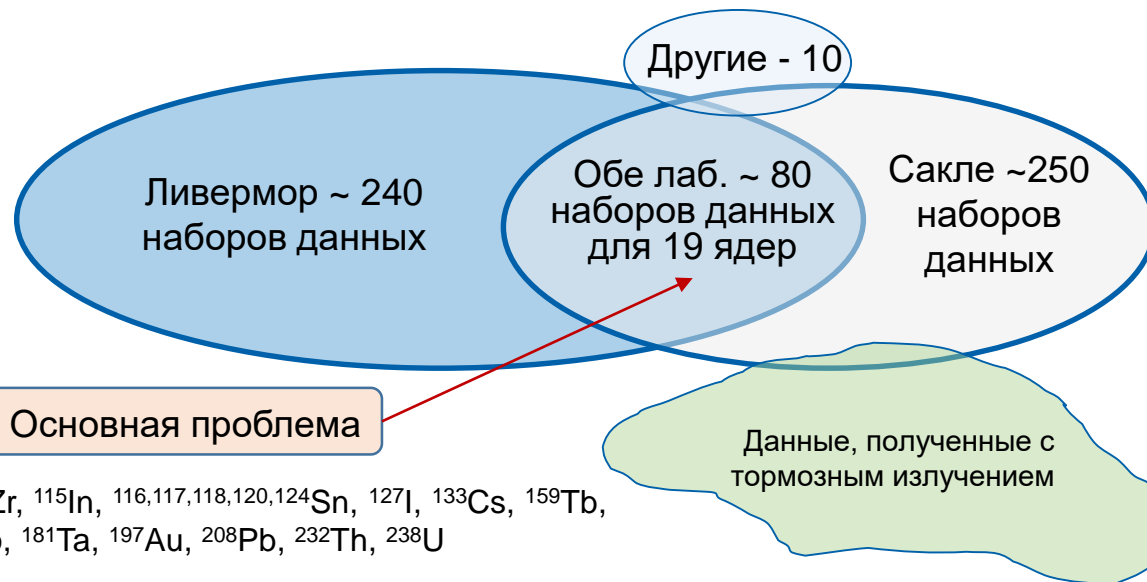 Другие - 10
Ливермор ~ 240
наборов данных
Обе лаб. ~ 80
наборов данных
для 19 ядер
Сакле ~250
наборов
данных
Основная проблема
Данные, полученные с
тормозным излучением
Zr, ¹¹⁵In, ¹¹⁶,¹¹⁷,¹¹⁸,¹²⁰,¹²⁴Sn, ¹²⁷I, ¹³³Cs, ¹⁵⁹Tb,
, ¹⁸¹Ta, ¹⁹⁷Au, ²⁰⁸Pb, ²³²Th, ²³⁸U